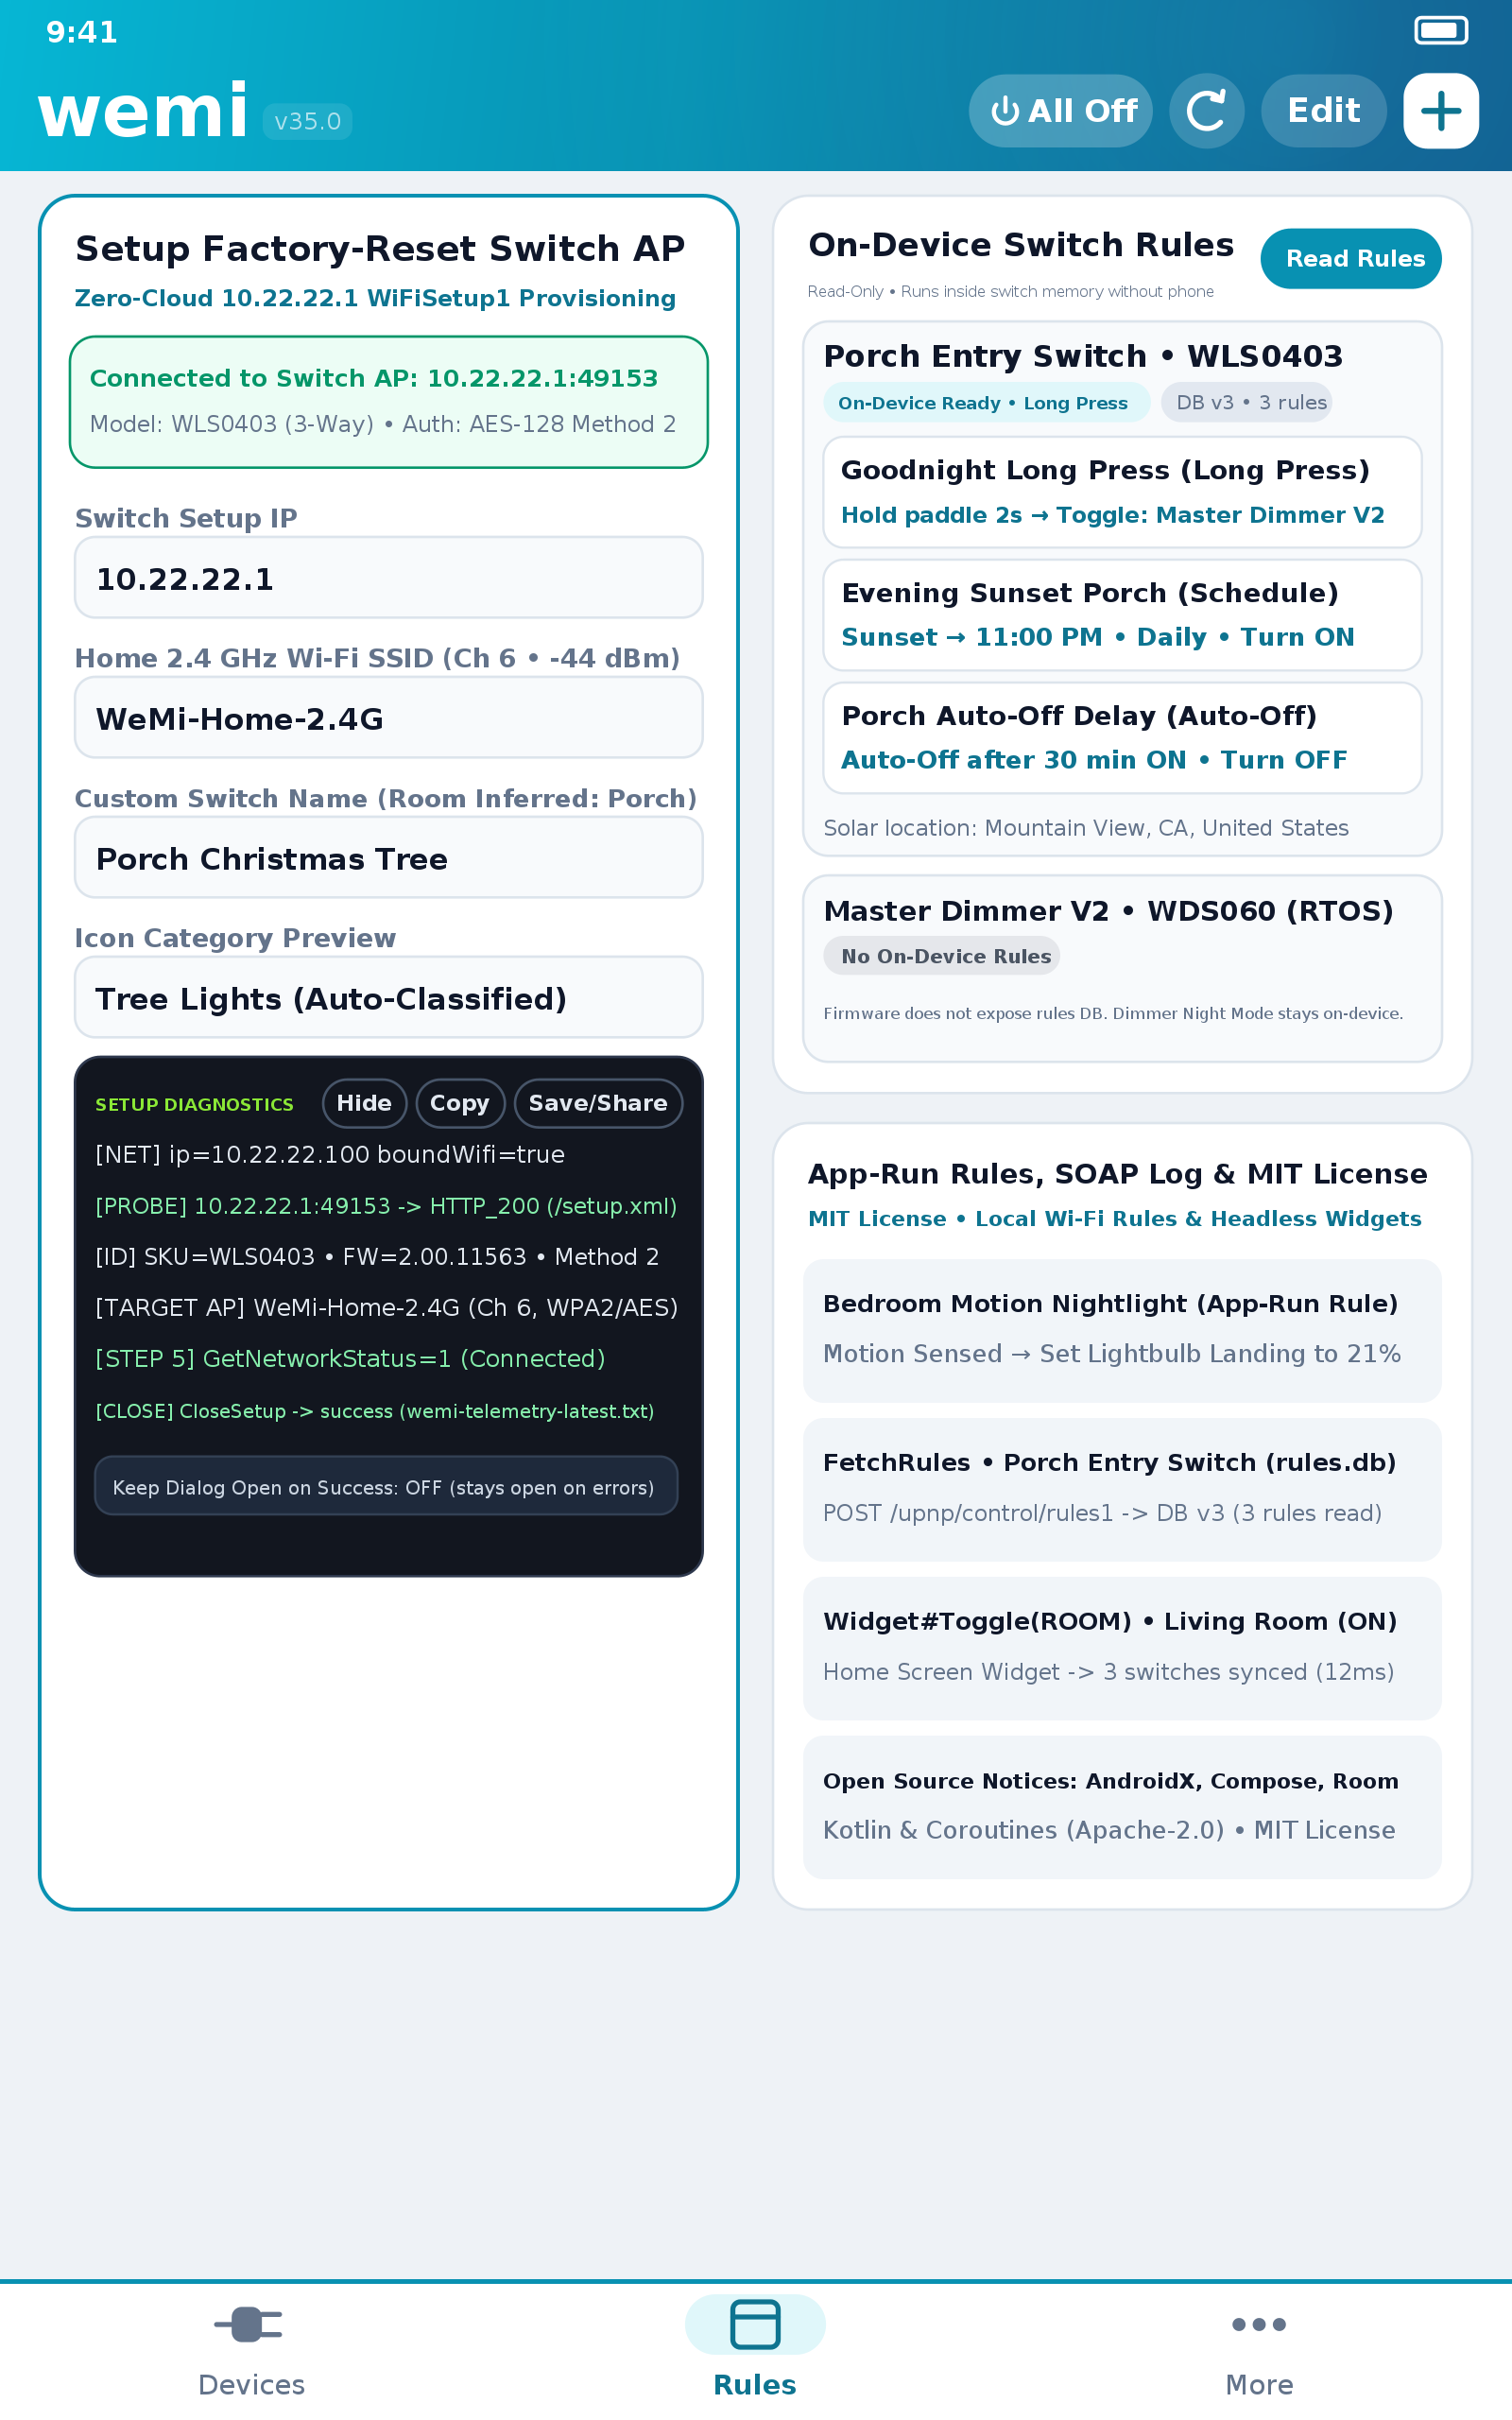 9:41
wemi v35.0
All Off
Edit
Setup Factory-Reset Switch AP
Zero-Cloud 10.22.22.1 WiFiSetup1 Provisioning
Connected to Switch AP: 10.22.22.1:49153
Model: WLS0403 (3-Way) • Auth: AES-128 Method 2
Switch Setup IP
10.22.22.1
Home 2.4 GHz Wi-Fi SSID (Ch 6 • -44 dBm)
WeMi-Home-2.4G
Custom Switch Name (Room Inferred: Porch)
Porch Christmas Tree
Icon Category Preview
Tree Lights (Auto-Classified)
SETUP DIAGNOSTICS
Hide
Copy
Save/Share
[NET] ip=10.22.22.100 boundWifi=true
[PROBE] 10.22.22.1:49153 -> HTTP_200 (/setup.xml)
[ID] SKU=WLS0403 • FW=2.00.11563 • Method 2
[TARGET AP] WeMi-Home-2.4G (Ch 6, WPA2/AES)
[STEP 5] GetNetworkStatus=1 (Connected)
[CLOSE] CloseSetup -> success (wemi-telemetry-latest.txt)
Keep Dialog Open on Success: OFF (stays open on errors)
On-Device Switch Rules
Read Rules
Read-Only • Runs inside switch memory without phone
Porch Entry Switch • WLS0403
On-Device Ready • Long Press
DB v3 • 3 rules
Goodnight Long Press (Long Press)
Hold paddle 2s → Toggle: Master Dimmer V2
Evening Sunset Porch (Schedule)
Sunset → 11:00 PM • Daily • Turn ON
Porch Auto-Off Delay (Auto-Off)
Auto-Off after 30 min ON • Turn OFF
Solar location: Mountain View, CA, United States
Master Dimmer V2 • WDS060 (RTOS)
No On-Device Rules
Firmware does not expose rules DB. Dimmer Night Mode stays on-device.
App-Run Rules, SOAP Log & MIT License
MIT License • Local Wi-Fi Rules & Headless Widgets
Bedroom Motion Nightlight (App-Run Rule)
Motion Sensed → Set Lightbulb Landing to 21%
FetchRules • Porch Entry Switch (rules.db)
POST /upnp/control/rules1 -> DB v3 (3 rules read)
Widget#Toggle(ROOM) • Living Room (ON)
Home Screen Widget -> 3 switches synced (12ms)
Open Source Notices: AndroidX, Compose, Room
Kotlin & Coroutines (Apache-2.0) • MIT License
Devices
Rules
More